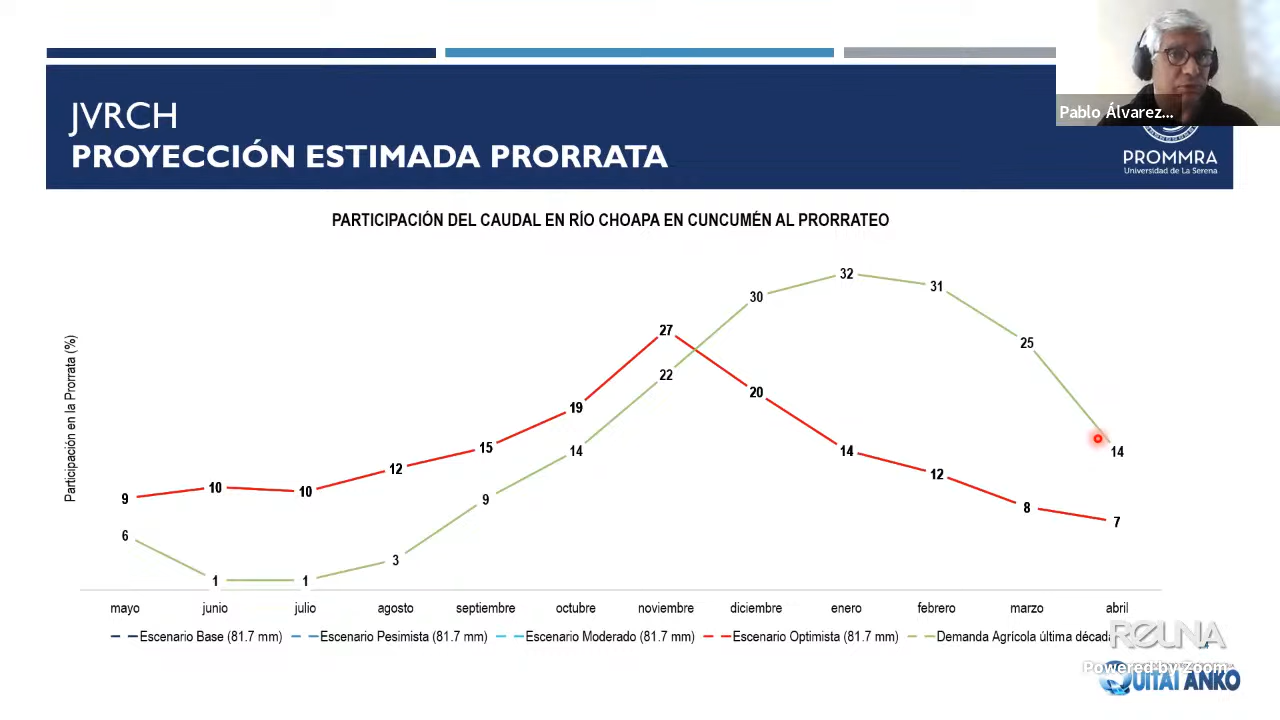 JVRCH
PROYECCIÓN ESTIMADA PRORRATA
Pablo Álvarez...
PROMMRA
Universidad de La Serena
PARTICIPACIÓN DEL CAUDAL EN RÍO CHOAPA EN CUNCUMÉN AL PRORRATEO
Participación en la Prorrata (%)
32
31
30
27
25
22
20
19
15
14
14
14
12
12
10
10
9
9
8
7
6
3
1
1
mayo junio julio agosto septiembre octubre noviembre diciembre enero febrero marzo abril
Escenario Base (81.7 mm) Escenario Pesimista (81.7 mm) Escenario Moderado (81.7 mm) Escenario Optimista (81.7 mm) Demanda Agrícola última década
REUNA
Powered by Zoom
QUITAI ANKO